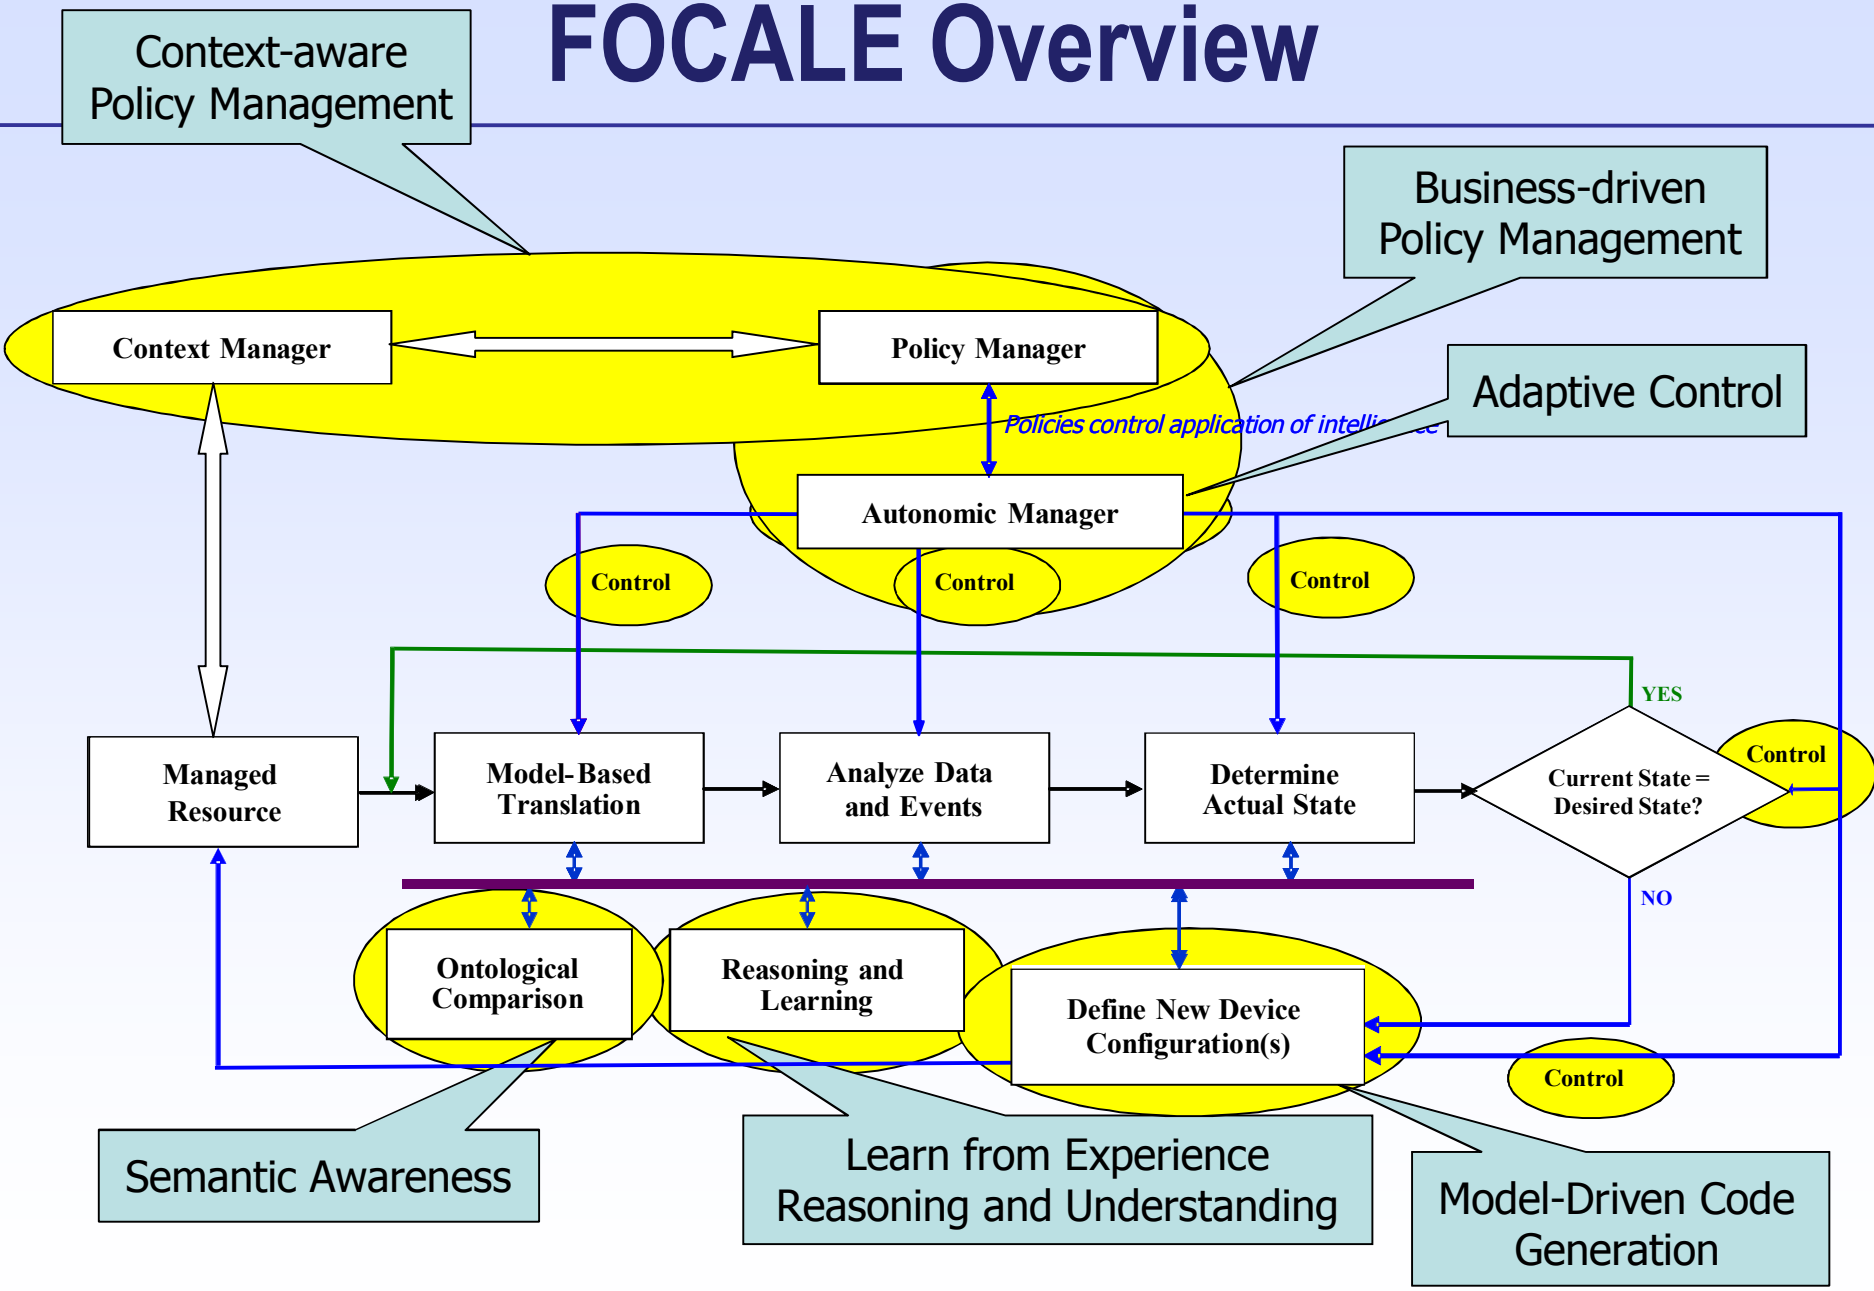 FOCALE Overview
Context-aware
Policy Management
Business-driven
Policy Management
Context Manager
Policy Manager
Adaptive Control
Policies control application of
Autonomic Manager
Control
Control
Control
YES
Managed
Resource
Model-Based
Translation
Analyze Data
and Events
Determine
Actual State
Current State =
Desired State?
Control
NO
Ontological
Comparison
Reasoning and
Learning
Define New Device
Configuration(s)
Control
Semantic Awareness
Learn from Experience
Reasoning and Understanding
Model-Driven Code
Generation